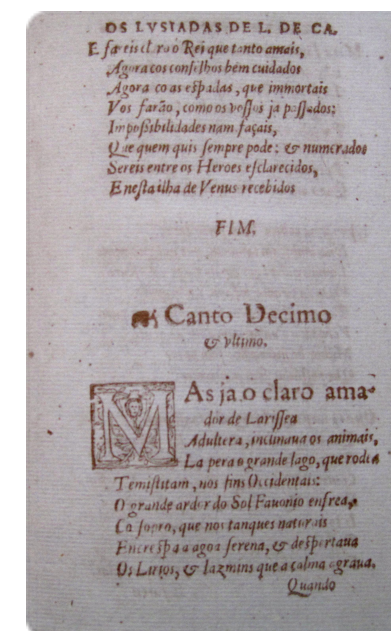 OS LVSIADAS DE L. DE CA.
E fareis claro o Rei que tanto amais,
Agora cos conselhos bem cuidados
Agora co as espadas, que immortais
Vos farão, como os vossos ja passados:
Impossibilidades nam façais,
Que quem quis sempre pode: & numerados
Sereis entre os Heroes esclarecidos,
E nesta ilha de Venus recebidos
FIM.
Canto Decimo
& vltimo.
MAs ja o claro ama-
dor de Larissea
Adultera, inclinaua os animais,
La pera o grande lago, que rodea
Temistitam, nos fins Occidentais:
O grande ardor do Sol Fauonio enfrea,
Co sopro, que nos tanques naturais
Encrespa a agoa serena, & despertaua
Os Lirios, & Iazmins que a calma agraua.
Quando